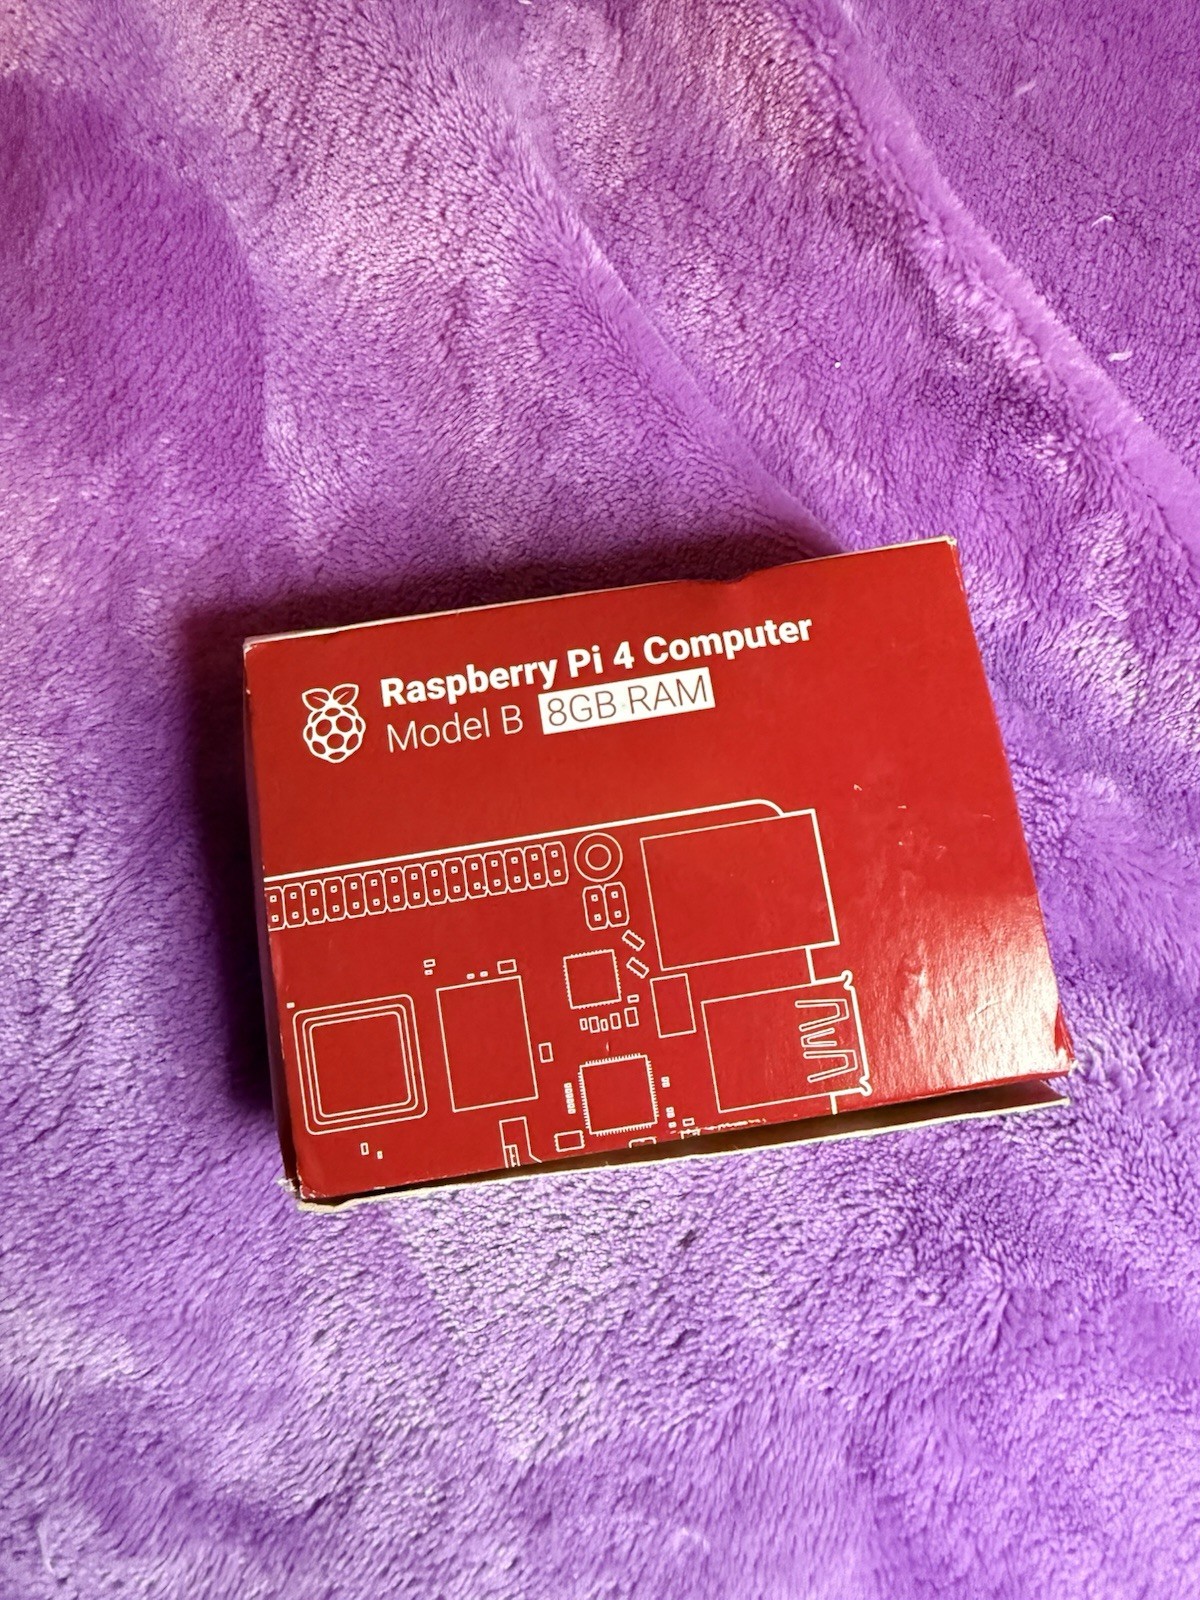 Raspberry Pi 4 Computer
Model B 8GB RAM